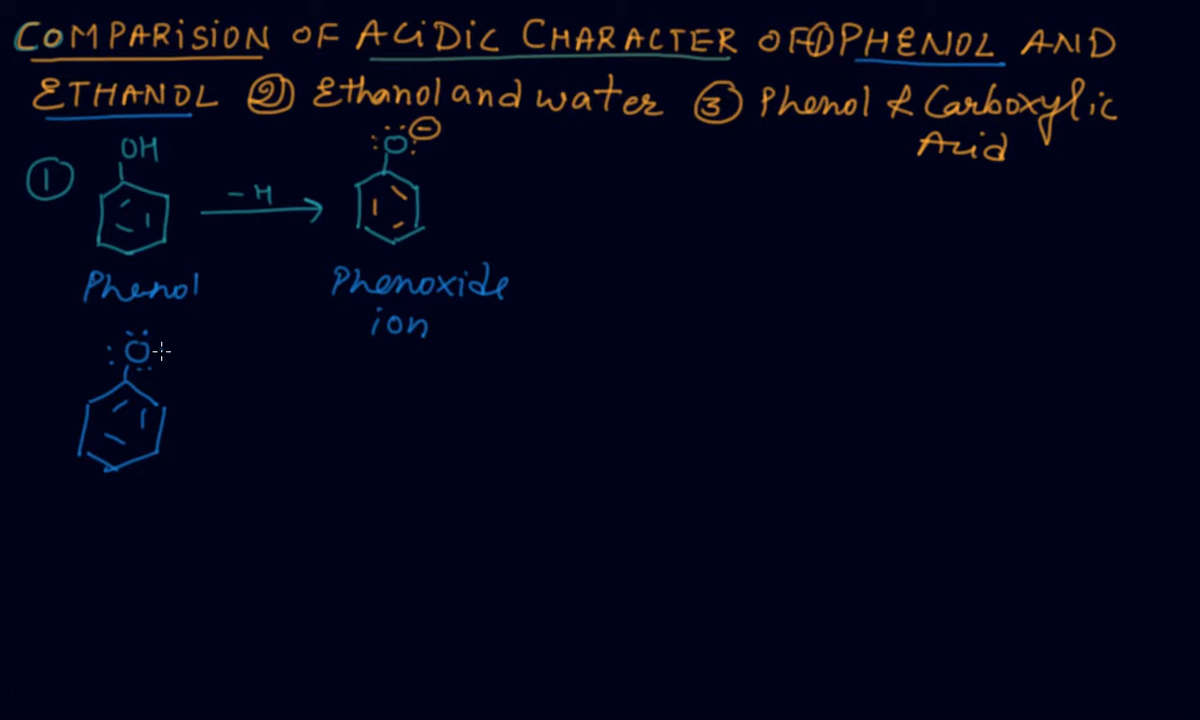 COMPARISION OF ACIDIC CHARACTER OF ① PHENOL AND
ETHANOL ② Ethanol and water ③ Phenol & Carboxylic
Acid
①
OH
- H
:Ö: ⊖
Phenol
Phenoxide
ion
:Ö